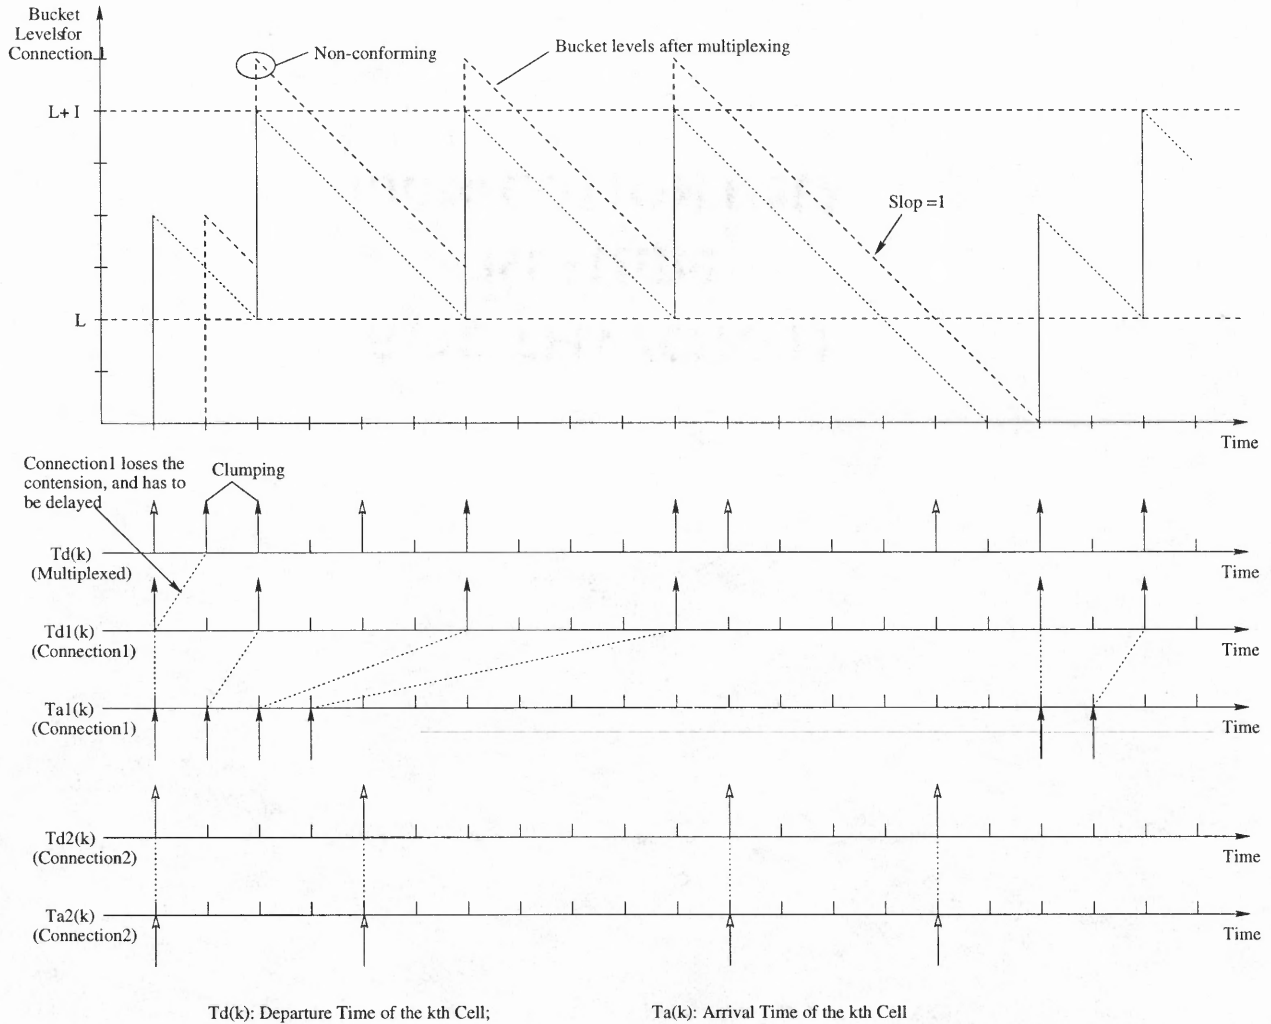 Bucket
Levelsfor
Connection 1
Non-conforming
Bucket levels after multiplexing
L+ I
Slop =1
L
Time
Connection1 loses the
contension, and has to
be delayed
Clumping
Td(k)
(Multiplexed)
Time
Td1(k)
(Connection1)
Time
Ta1(k)
(Connection1)
Time
Td2(k)
(Connection2)
Time
Ta2(k)
(Connection2)
Time
Td(k): Departure Time of the kth Cell;
Ta(k): Arrival Time of the kth Cell